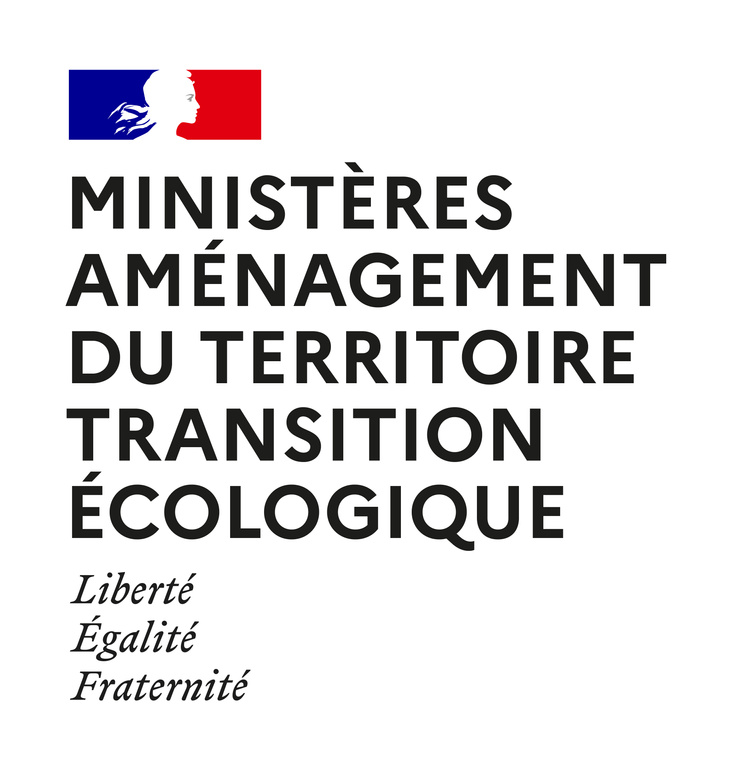 MINISTÈRES
AMÉNAGEMENT
DU TERRITOIRE
TRANSITION
ÉCOLOGIQUE
Liberté
Égalité
Fraternité